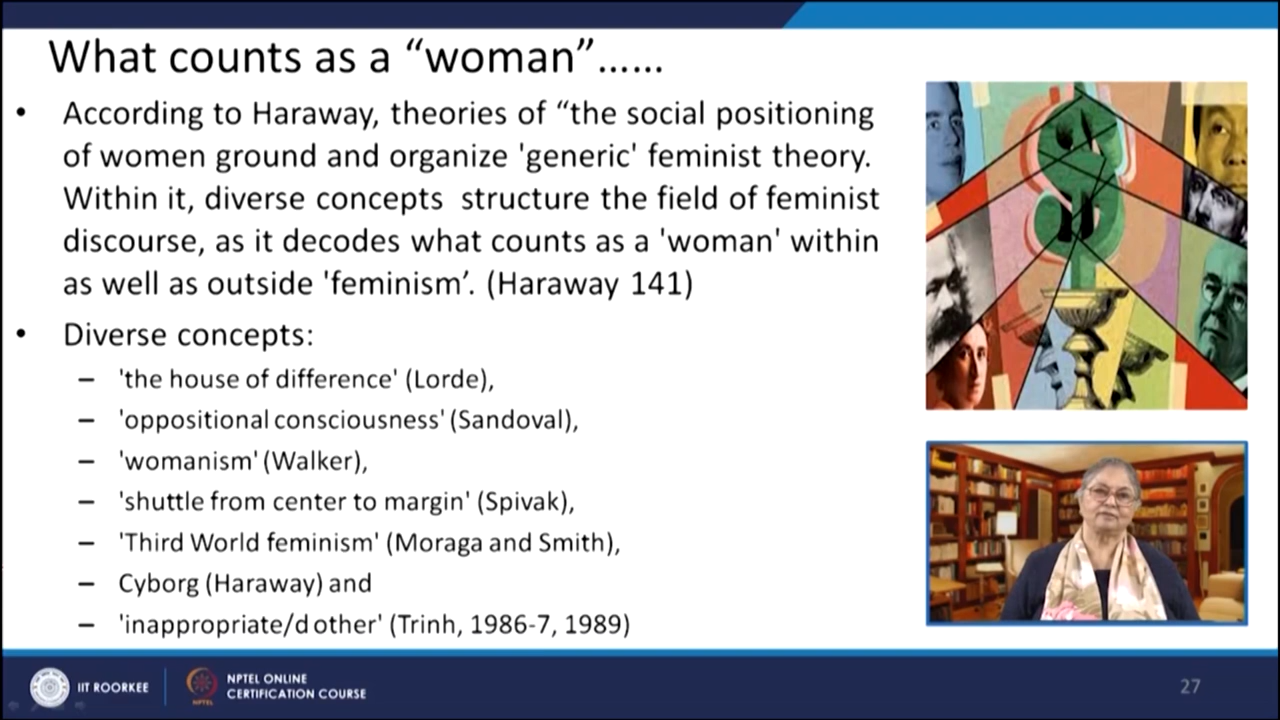 What counts as a “woman”......
• According to Haraway, theories of “the social positioning
of women ground and organize 'generic' feminist theory.
Within it, diverse concepts structure the field of feminist
discourse, as it decodes what counts as a 'woman' within
as well as outside 'feminism’. (Haraway 141)
• Diverse concepts:
– 'the house of difference' (Lorde),
– 'oppositional consciousness' (Sandoval),
– 'womanism' (Walker),
– 'shuttle from center to margin' (Spivak),
– 'Third World feminism' (Moraga and Smith),
– Cyborg (Haraway) and
– 'inappropriate/d other' (Trinh, 1986-7, 1989)
IIT ROORKEE
NPTEL
NPTEL ONLINE
CERTIFICATION COURSE
27